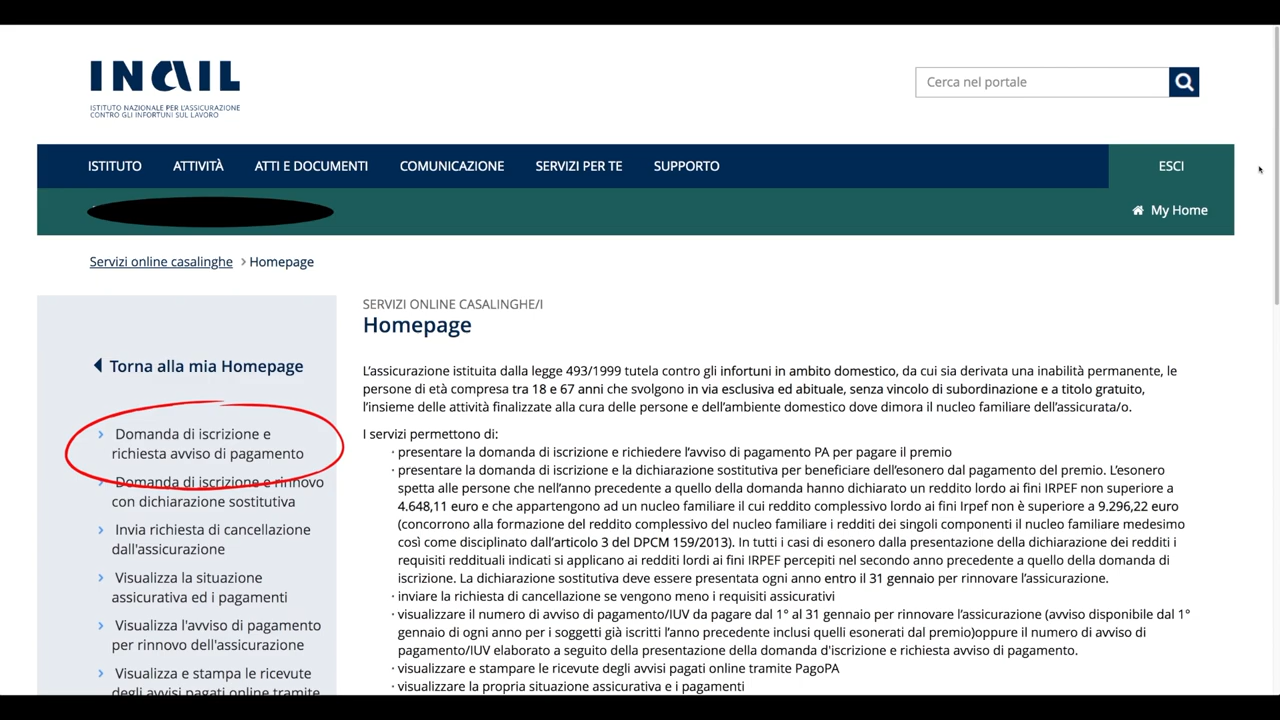 INAIL
ISTITUTO NAZIONALE PER L'ASSICURAZIONE
CONTRO GLI INFORTUNI SUL LAVORO
Cerca nel portale
ISTITUTO ATTIVITÀ ATTI E DOCUMENTI COMUNICAZIONE SERVIZI PER TE SUPPORTO ESCI
My Home
Servizi online casalinghe > Homepage
Torna alla mia Homepage
Domanda di iscrizione e
richiesta avviso di pagamento
Domanda di iscrizione e rinnovo
con dichiarazione sostitutiva
Invia richiesta di cancellazione
dall'assicurazione
Visualizza la situazione
assicurativa ed i pagamenti
Visualizza l'avviso di pagamento
per rinnovo dell'assicurazione
Visualizza e stampa le ricevute
degli avvisi pagati online tramite
SERVIZI ONLINE CASALINGHE/I
Homepage
L'assicurazione istituita dalla legge 493/1999 tutela contro gli infortuni in ambito domestico, da cui sia derivata una inabilità permanente, le
persone di età compresa tra 18 e 67 anni che svolgono in via esclusiva ed abituale, senza vincolo di subordinazione e a titolo gratuito,
l'insieme delle attività finalizzate alla cura delle persone e dell'ambiente domestico dove dimora il nucleo familiare dell'assicurata/o.
I servizi permettono di:
· presentare la domanda di iscrizione e richiedere l'avviso di pagamento PA per pagare il premio
· presentare la domanda di iscrizione e la dichiarazione sostitutiva per beneficiare dell'esonero dal pagamento del premio. L'esonero
spetta alle persone che nell'anno precedente a quello della domanda hanno dichiarato un reddito lordo ai fini IRPEF non superiore a
4.648,11 euro e che appartengono ad un nucleo familiare il cui reddito complessivo lordo ai fini Irpef non è superiore a 9.296,22 euro
(concorrono alla formazione del reddito complessivo del nucleo familiare i redditi dei singoli componenti il nucleo familiare medesimo
così come disciplinato dall'articolo 3 del DPCM 159/2013). In tutti i casi di esonero dalla presentazione della dichiarazione dei redditi i
requisiti reddituali indicati si applicano ai redditi lordi ai fini IRPEF percepiti nel secondo anno precedente a quello della domanda di
iscrizione. La dichiarazione sostitutiva deve essere presentata ogni anno entro il 31 gennaio per rinnovare l'assicurazione.
· inviare la richiesta di cancellazione se vengono meno i requisiti assicurativi
· visualizzare il numero di avviso di pagamento/IUV da pagare dal 1° al 31 gennaio per rinnovare l'assicurazione (avviso disponibile dal 1°
gennaio di ogni anno per i soggetti già iscritti l'anno precedente inclusi quelli esonerati dal premio)oppure il numero di avviso di
pagamento/IUV elaborato a seguito della presentazione della domanda d'iscrizione e richiesta avviso di pagamento.
· visualizzare e stampare le ricevute degli avvisi pagati online tramite PagoPA
· visualizzare la propria situazione assicurativa e i pagamenti